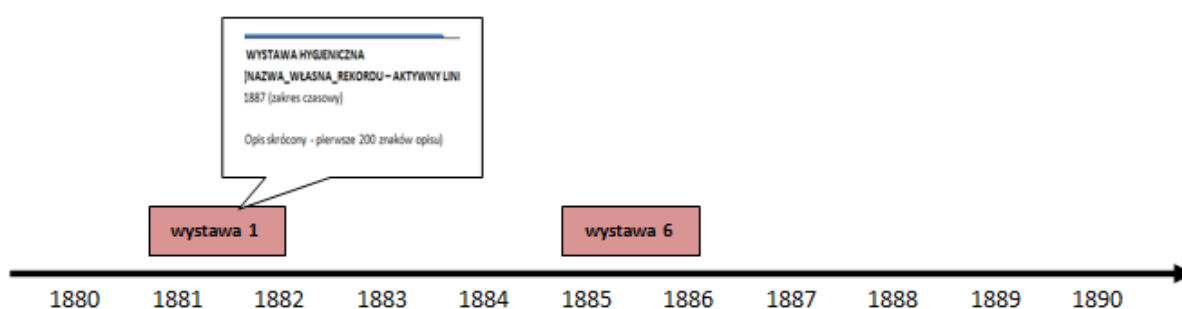 WYSTAWA HYGJENICZNA
(NAZWA_WŁASNA_REKORDU – AKTYWNY LINI
1887 (zakres czasowy)
Opis skrócony - pierwsze 200 znaków opisu)
wystawa 1
wystawa 6
1880 1881 1882 1883 1884 1885 1886 1887 1888 1889 1890